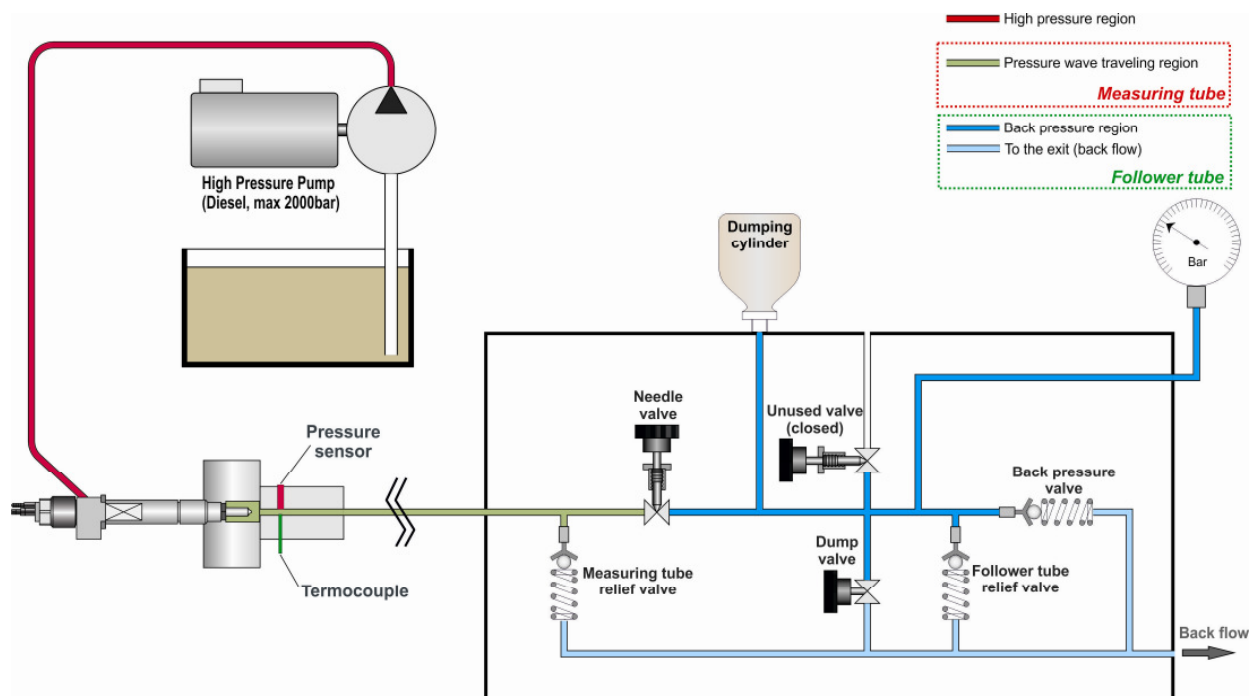 High pressure region
Pressure wave traveling region
Measuring tube
Back pressure region
To the exit (back flow)
Follower tube
High Pressure Pump
(Diesel, max 2000bar)
Dumping
cylinder
Bar
Needle
valve
Unused valve
(closed)
Pressure
sensor
Back pressure
valve
Dump
valve
Measuring tube
relief valve
Follower tube
relief valve
Termocouple
Back flow